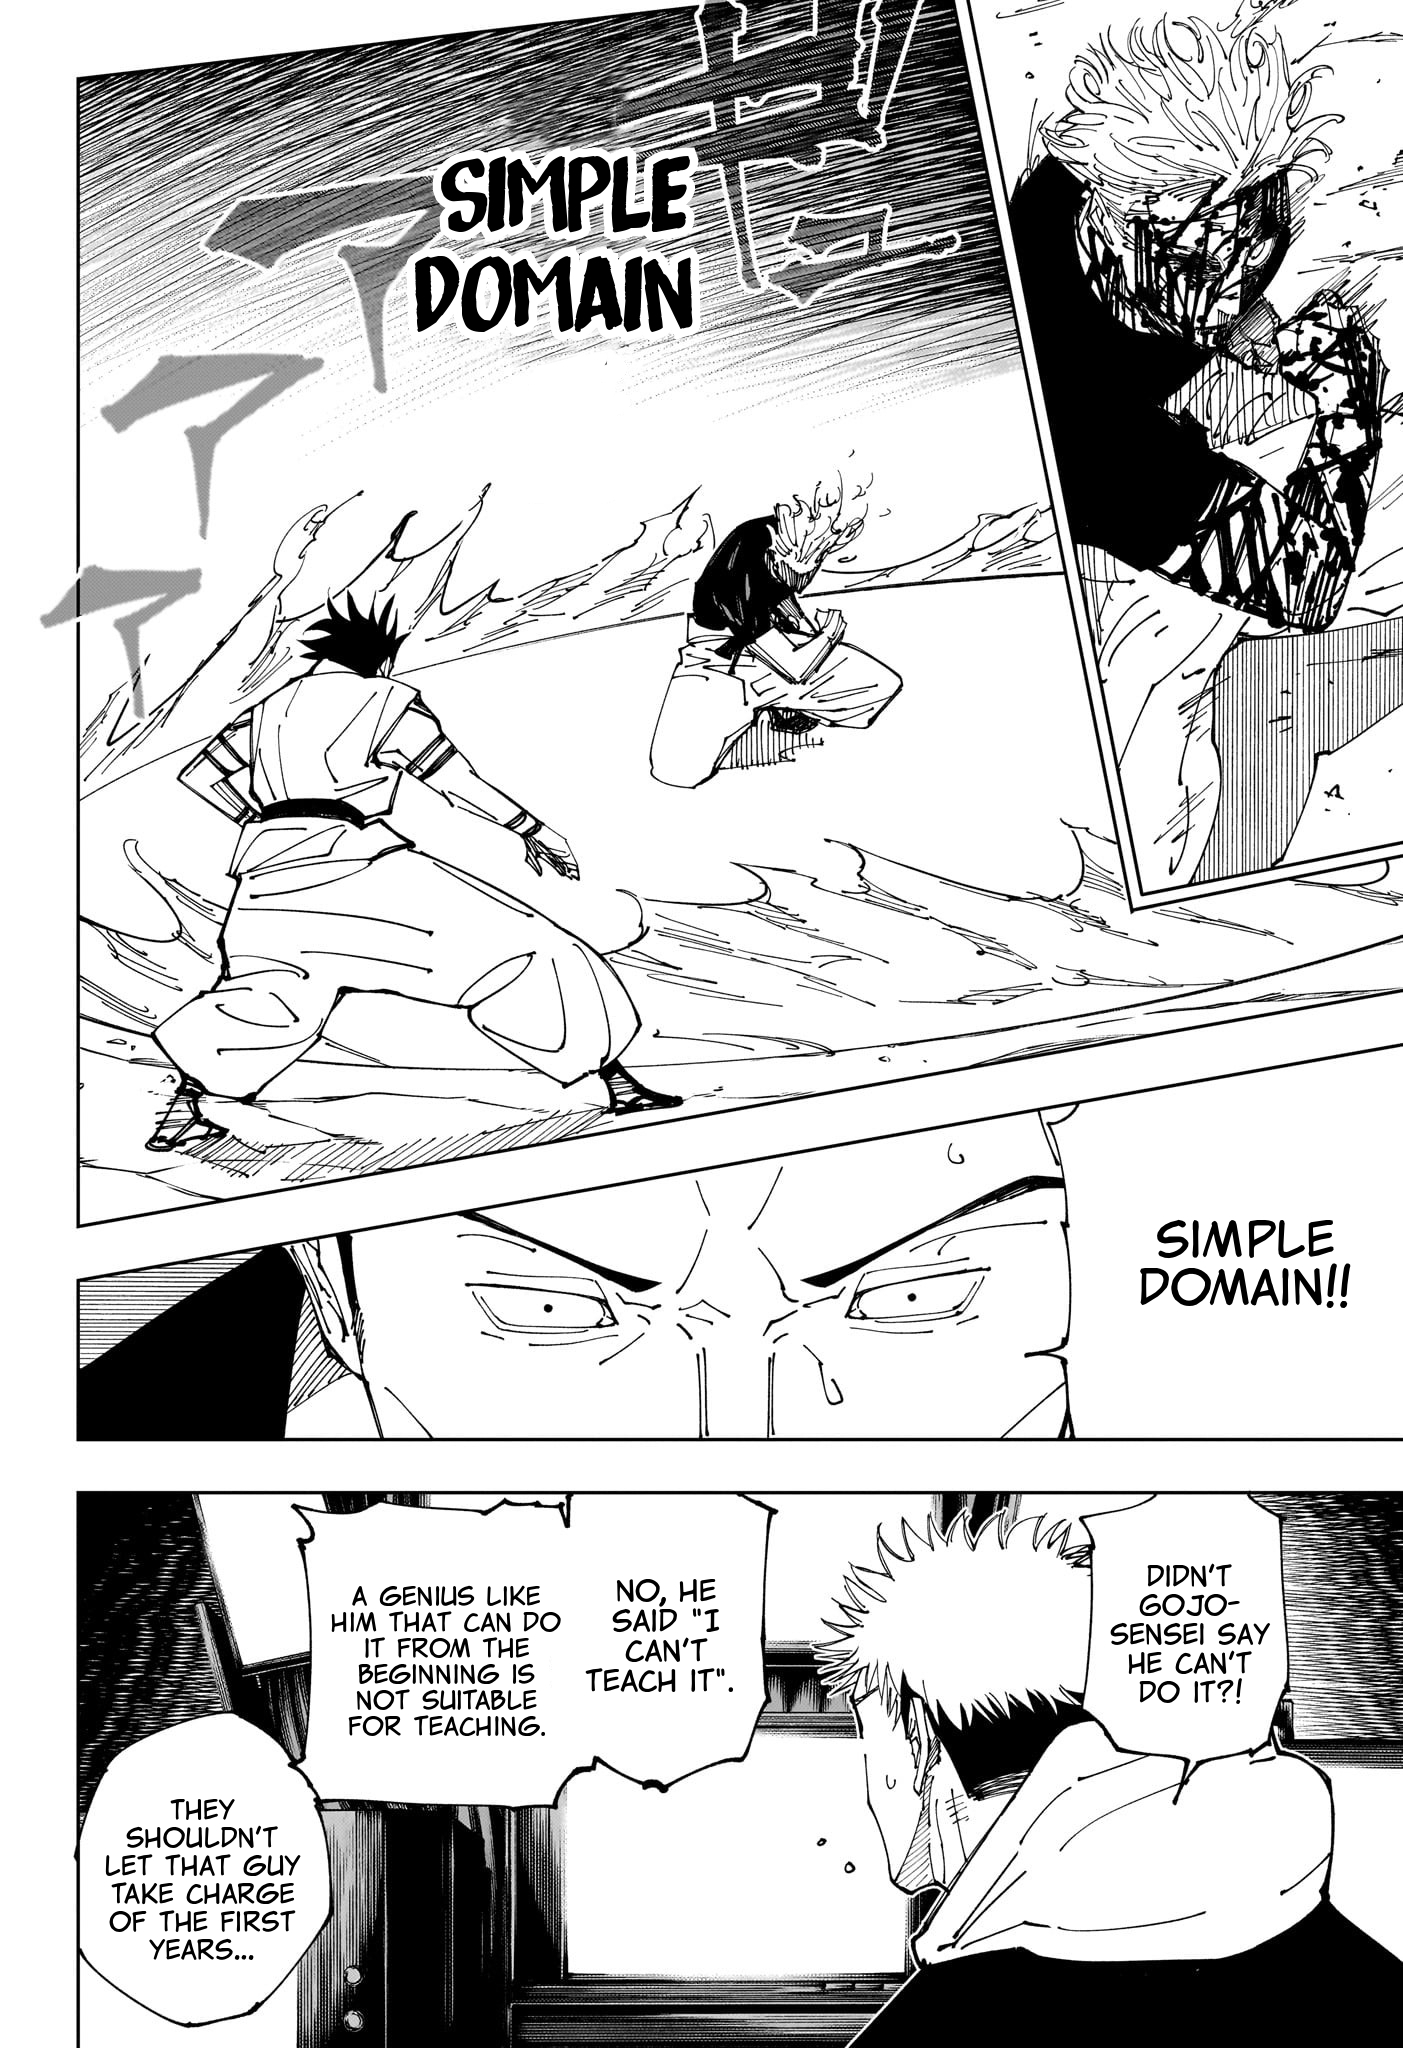 SIMPLE
DOMAIN
SIMPLE
DOMAIN!!
DIDN'T
GOJO-
SENSEI SAY
HE CAN'T
DO IT?!
NO, HE
SAID "I
CAN'T
TEACH IT".
A GENIUS LIKE
HIM THAT CAN DO
IT FROM THE
BEGINNING IS
NOT SUITABLE
FOR TEACHING.
THEY
SHOULDN'T
LET THAT GUY
TAKE CHARGE
OF THE FIRST
YEARS...